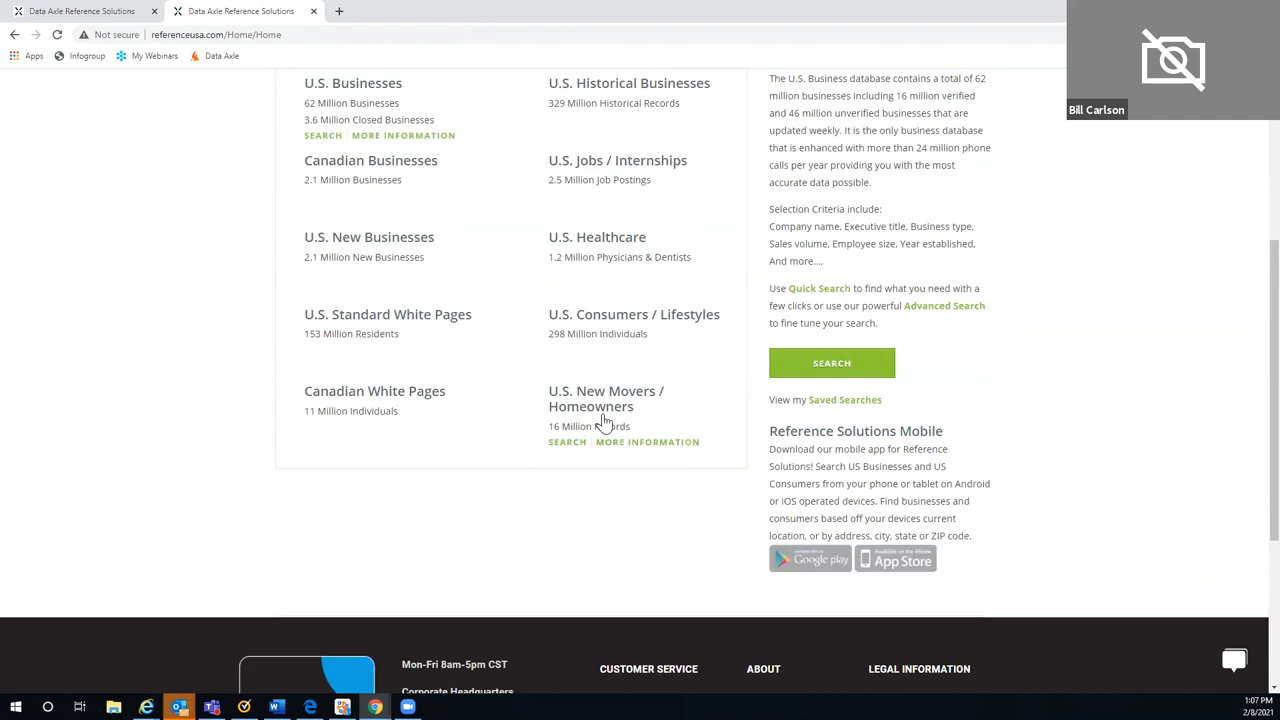 Data Axle Reference Solutions
Data Axle Reference Solutions
Not secure
referenceusa.com/Home/Home
Apps
Infogroup
My Webinars
Data Axle
Bill Carlson
U.S. Businesses
62 Million Businesses
3.6 Million Closed Businesses
SEARCH
MORE INFORMATION
U.S. Historical Businesses
329 Million Historical Records
Canadian Businesses
2.1 Million Businesses
U.S. Jobs / Internships
2.5 Million Job Postings
U.S. New Businesses
2.1 Million New Businesses
U.S. Healthcare
1.2 Million Physicians & Dentists
U.S. Standard White Pages
153 Million Residents
U.S. Consumers / Lifestyles
298 Million Individuals
Canadian White Pages
11 Million Individuals
U.S. New Movers /
Homeowners
16 Million Records
SEARCH
MORE INFORMATION
The U.S. Business database contains a total of 62
million businesses including 16 million verified
and 46 million unverified businesses that are
updated weekly. It is the only business database
that is enhanced with more than 24 million phone
calls per year providing you with the most
accurate data possible.
Selection Criteria include:
Company name, Executive title, Business type,
Sales volume, Employee size, Year established,
And more....
Use Quick Search to find what you need with a
few clicks or use our powerful Advanced Search
to fine tune your search.
SEARCH
View my Saved Searches
Reference Solutions Mobile
Download our mobile app for Reference
Solutions! Search US Businesses and US
Consumers from your phone or tablet on Android
or iOS operated devices. Find businesses and
consumers based off your devices current
location, or by address, city, state or ZIP code.
Google play
Available on the iPhone
App Store
Mon-Fri 8am-5pm CST
Corporate Headquarters
CUSTOMER SERVICE
ABOUT
LEGAL INFORMATION
1:07 PM
2/8/2021